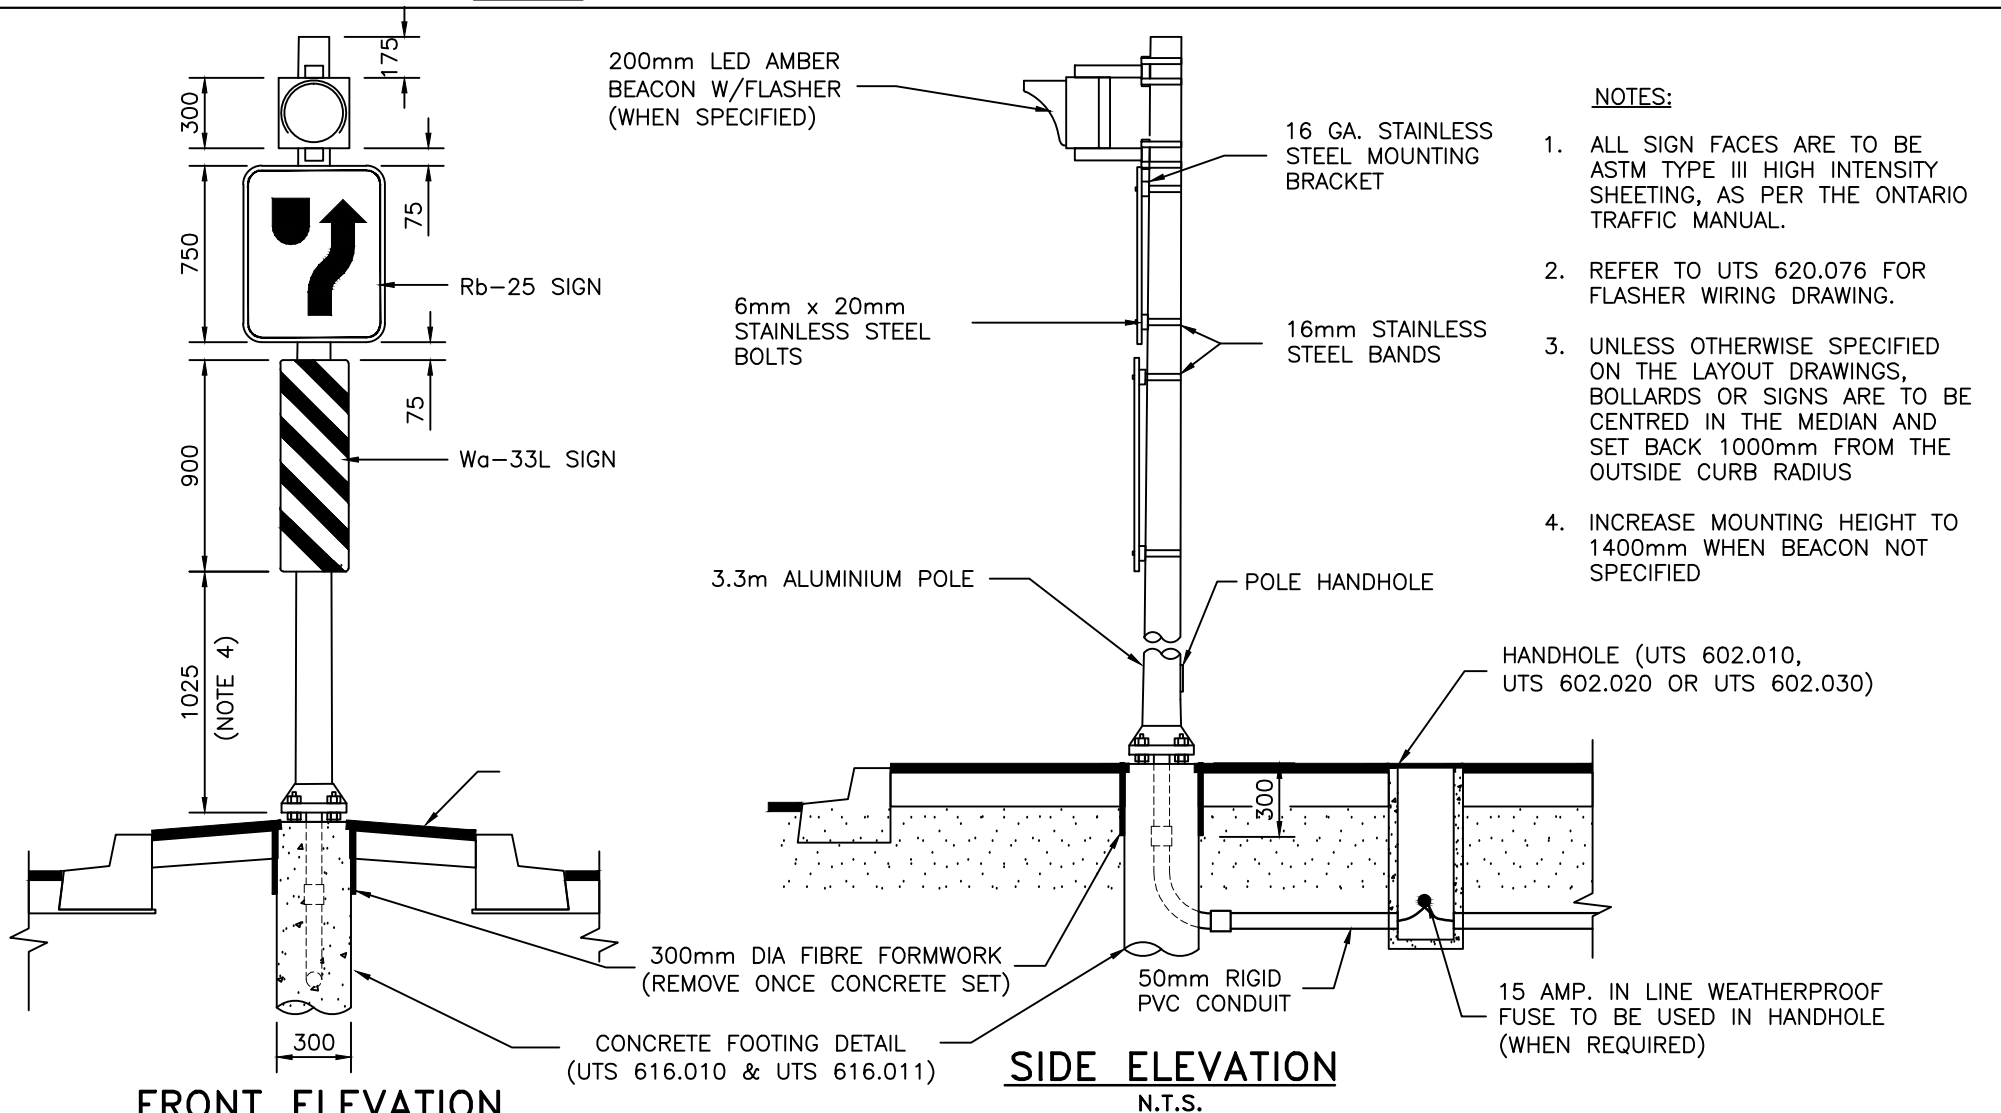 175
300
750
75
Rb-25 SIGN
75
900
Wa-33L SIGN
1025
(NOTE 4)
300
FRONT ELEVATION
200mm LED AMBER
BEACON W/FLASHER
(WHEN SPECIFIED)
16 GA. STAINLESS
STEEL MOUNTING
BRACKET
6mm x 20mm
STAINLESS STEEL
BOLTS
16mm STAINLESS
STEEL BANDS
3.3m ALUMINIUM POLE
POLE HANDHOLE
HANDHOLE (UTS 602.010,
UTS 602.020 OR UTS 602.030)
300
300mm DIA FIBRE FORMWORK
(REMOVE ONCE CONCRETE SET)
50mm RIGID
PVC CONDUIT
15 AMP. IN LINE WEATHERPROOF
FUSE TO BE USED IN HANDHOLE
(WHEN REQUIRED)
CONCRETE FOOTING DETAIL
(UTS 616.010 & UTS 616.011)
SIDE ELEVATION
N.T.S.
NOTES:
1. ALL SIGN FACES ARE TO BE
ASTM TYPE III HIGH INTENSITY
SHEETING, AS PER THE ONTARIO
TRAFFIC MANUAL.
2. REFER TO UTS 620.076 FOR
FLASHER WIRING DRAWING.
3. UNLESS OTHERWISE SPECIFIED
ON THE LAYOUT DRAWINGS,
BOLLARDS OR SIGNS ARE TO BE
CENTRED IN THE MEDIAN AND
SET BACK 1000mm FROM THE
OUTSIDE CURB RADIUS
4. INCREASE MOUNTING HEIGHT TO
1400mm WHEN BEACON NOT
SPECIFIED